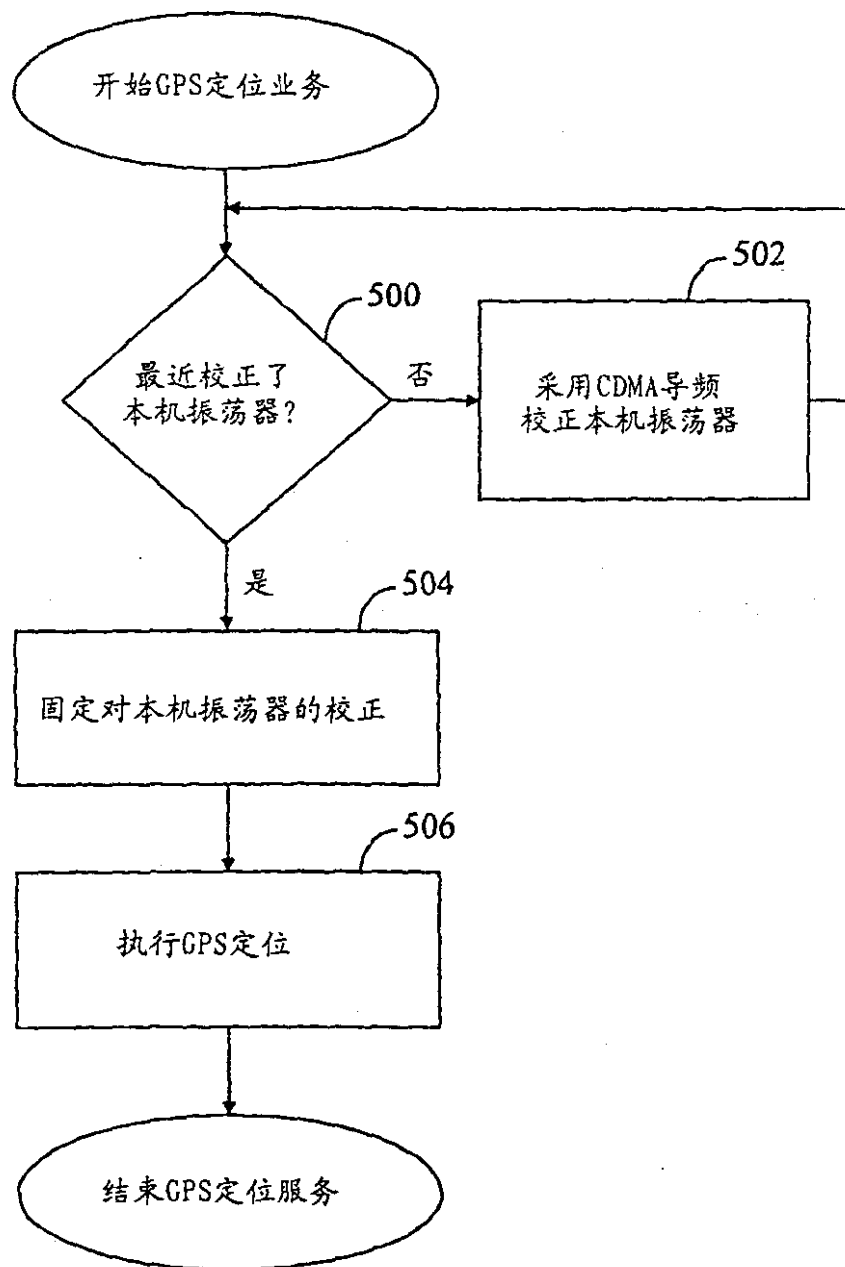 开始GPS定位业务
500
502
最近校正了
本机振荡器?
否
采用CDMA导频
校正本机振荡器
是
504
固定对本机振荡器的校正
506
执行GPS定位
结束GPS定位服务